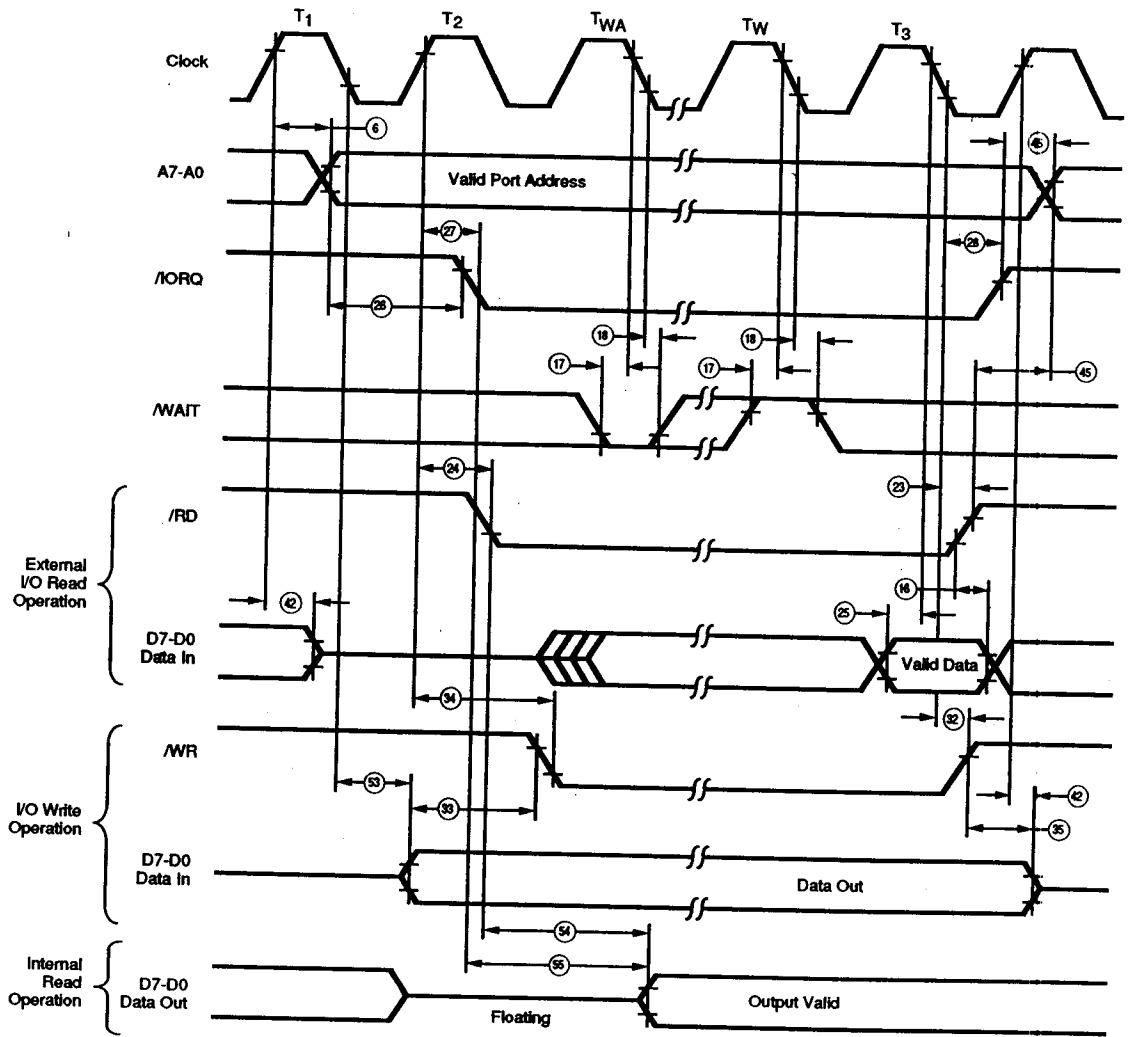 T1
T2
TWA
TW
T3
Clock
6
45
A7-A0
Valid Port Address
27
28
/IORQ
26
18
18
17
17
45
/WAIT
24
23
/RD
External
I/O Read
Operation
16
42
25
D7-D0
Data In
Valid Data
34
32
/WR
53
33
42
35
I/O Write
Operation
D7-D0
Data In
Data Out
54
55
Internal
Read
Operation
D7-D0
Data Out
Floating
Output Valid